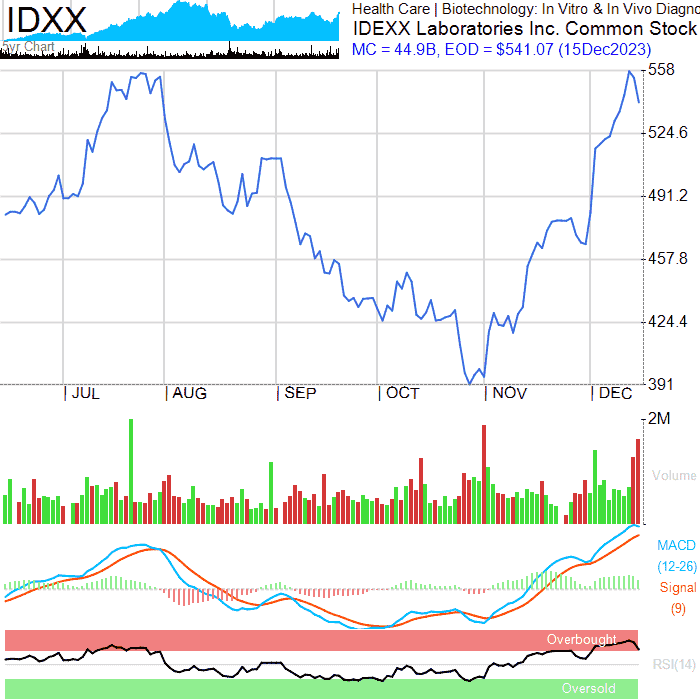 IDXX
5yr Chart
Health Care | Biotechnology: In Vitro & In Vivo Diagno
IDEXX Laboratories Inc. Common Stock
MC = 44.9B, EOD = $541.07 (15Dec2023)
558
524.6
491.2
457.8
424.4
391
JUL AUG SEP OCT NOV DEC
2M
Volume
MACD
(12-26)
Signal
(9)
Overbought
RSI(14)
Oversold